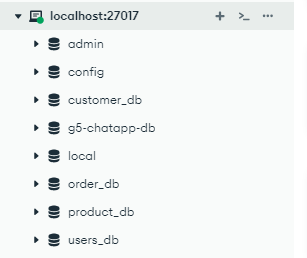 localhost:27017
admin
config
customer_db
g5-chatapp-db
local
order_db
product_db
users_db